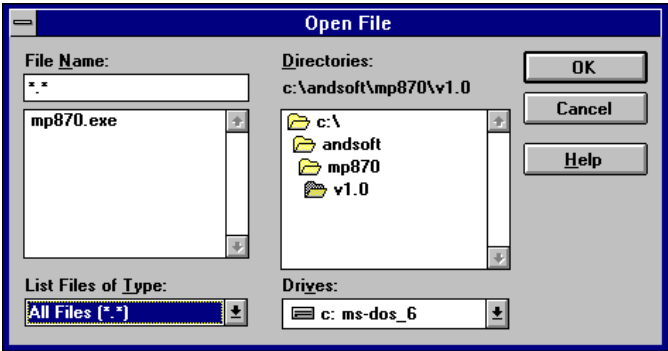 Open File
File Name:
*.*
mp870.exe
List Files of Type:
All Files (*.*)
Directories:
c:\andsoft\mp870\v1.0
c:\
andsoft
mp870
v1.0
Drives:
c: ms-dos_6
OK
Cancel
Help